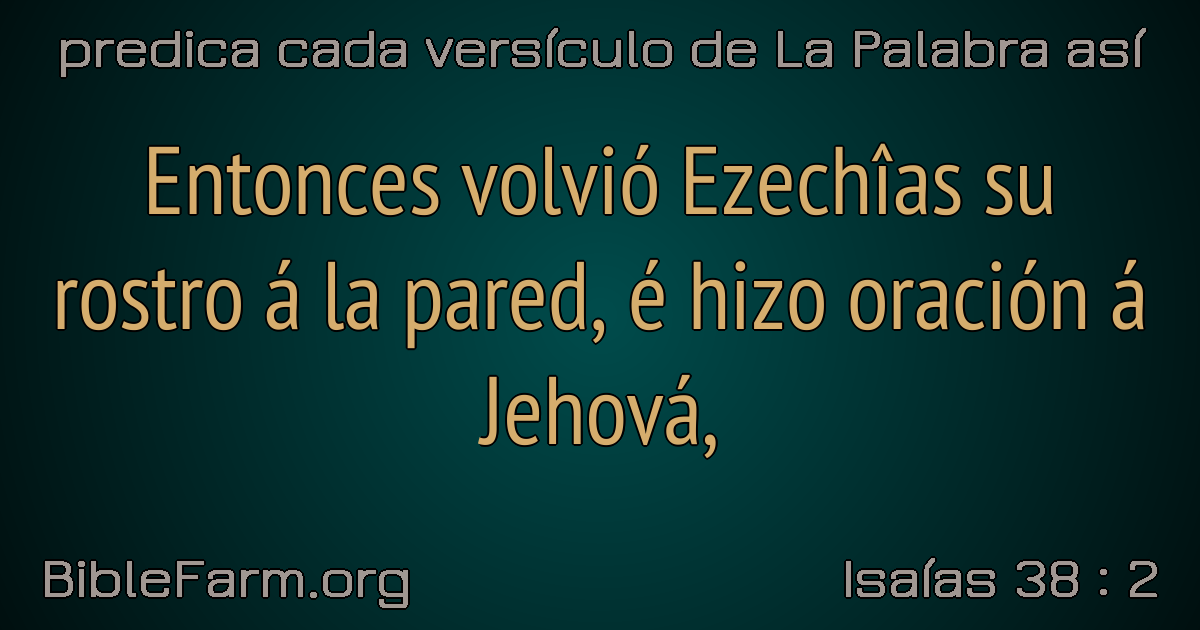 predica cada versículo de La Palabra así
Entonces volvió Ezechîas su
rostro á la pared, é hizo oración á
Jehová,
BibleFarm.org
Isaías 38 : 2